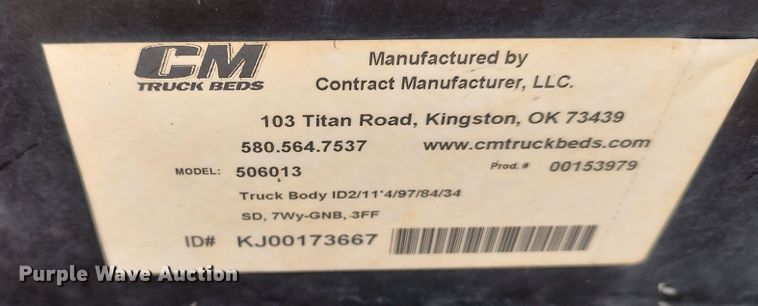 CM
TRUCK BEDS
Manufactured by
Contract Manufacturer, LLC.
103 Titan Road, Kingston, OK 73439
580.564.7537 www.cmtruckbeds.com
MODEL: 506013 Prod. # 00153979
Truck Body ID2/11'4/97/84/34
SD, 7Wy-GNB, 3FF
ID# KJ00173667
Purple Wave Auction